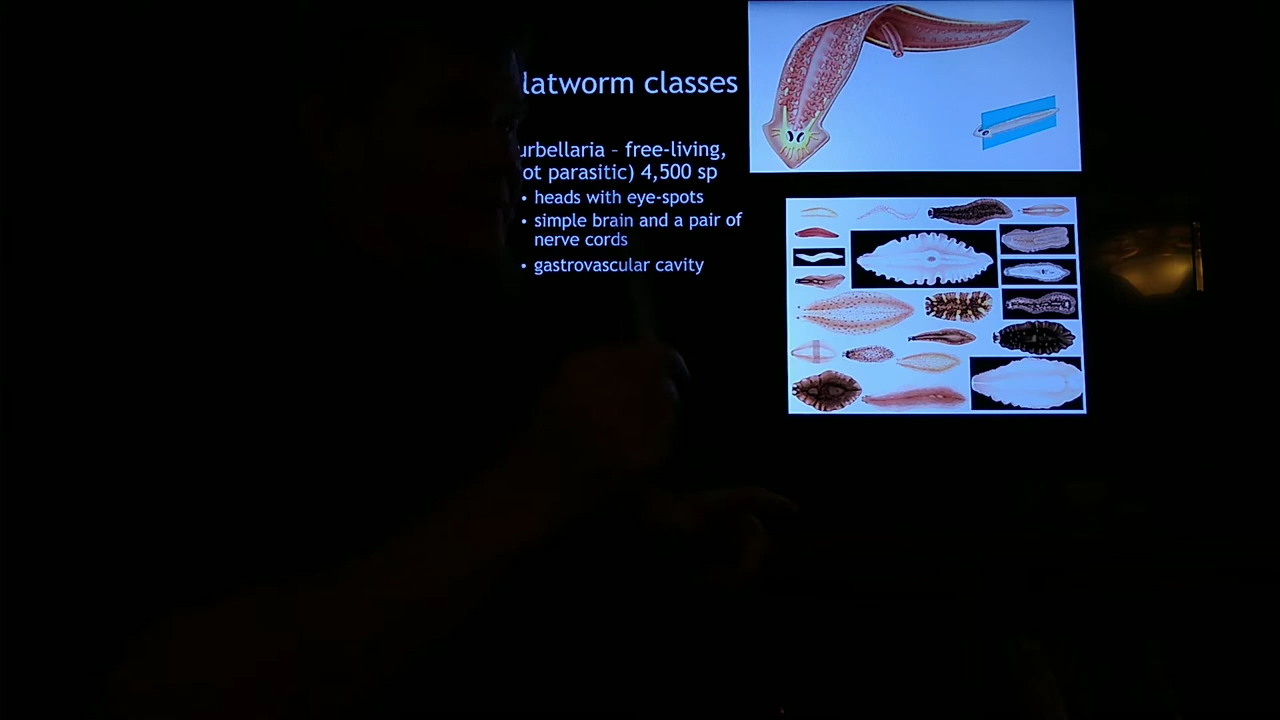 latworm classes
urbellaria – free-living,
ot parasitic) 4,500 sp
• heads with eye-spots
• simple brain and a pair of
nerve cords
• gastrovascular cavity